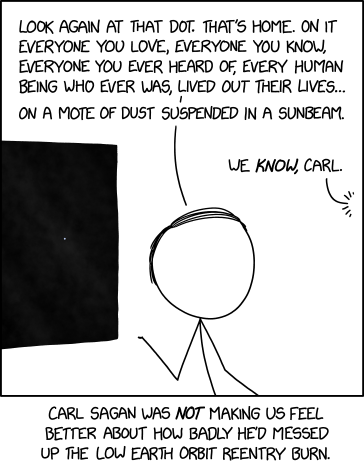 LOOK AGAIN AT THAT DOT. THAT'S HOME. ON IT
EVERYONE YOU LOVE, EVERYONE YOU KNOW,
EVERYONE YOU EVER HEARD OF, EVERY HUMAN
BEING WHO EVER WAS, LIVED OUT THEIR LIVES...
ON A MOTE OF DUST SUSPENDED IN A SUNBEAM.
WE KNOW, CARL.
CARL SAGAN WAS NOT MAKING US FEEL
BETTER ABOUT HOW BADLY HE'D MESSED
UP THE LOW EARTH ORBIT REENTRY BURN.